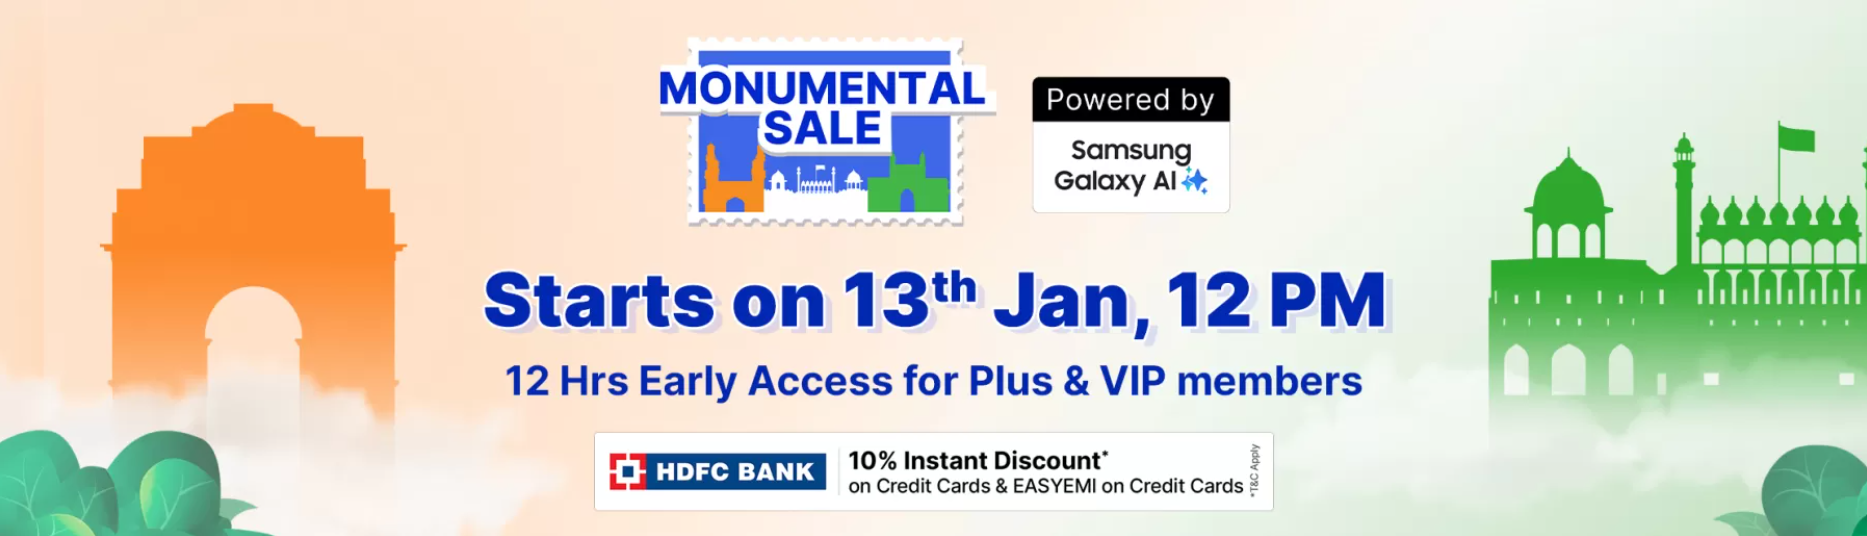 MONUMENTAL
SALE
Powered by
Samsung
Galaxy AI
Starts on 13th Jan, 12 PM
12 Hrs Early Access for Plus & VIP members
HDFC BANK
10% Instant Discount*
on Credit Cards & EASYEMI on Credit Cards
*T&C Apply